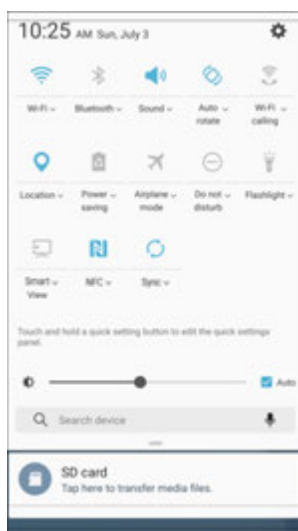 10:25 AM Sun, July 3
Wi-Fi Bluetooth Sound Auto rotate Wi-Fi calling
Location Power saving Airplane mode Do not disturb Flashlight
Smart View NFC Sync
Touch and hold a quick setting button to edit the quick settings
panel.
Auto
Search device
SD card
Tap here to transfer media files.